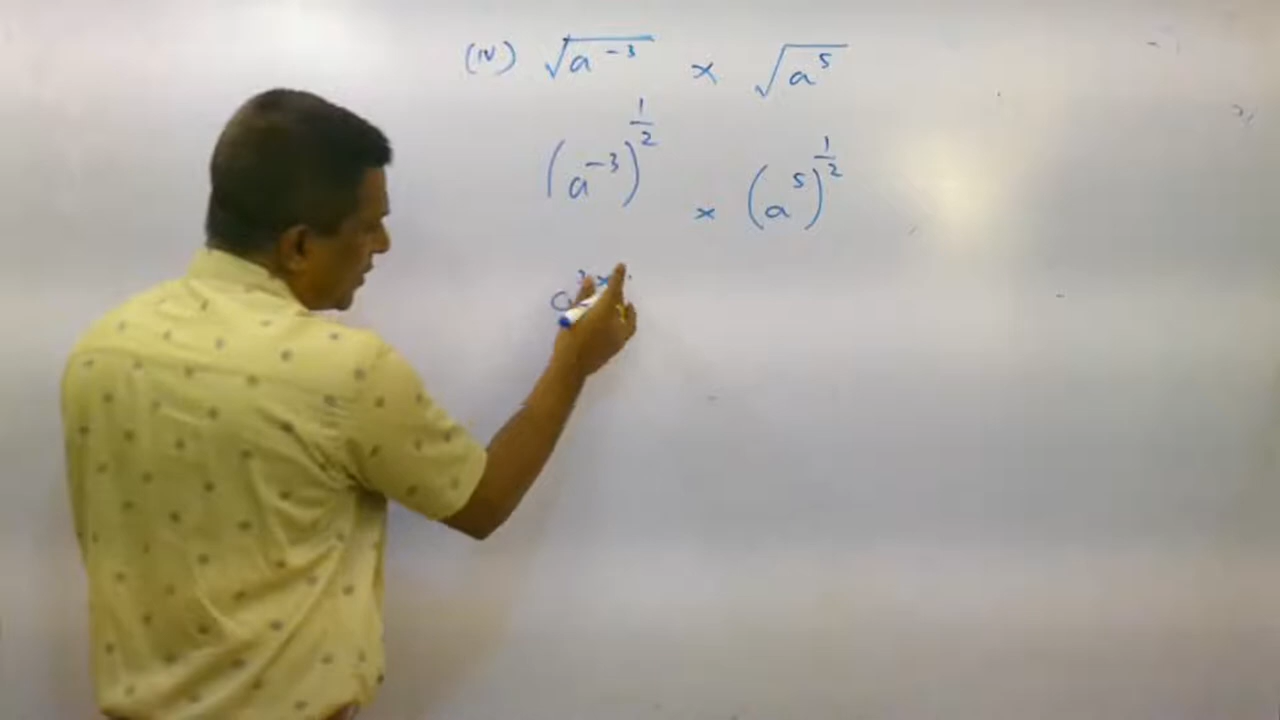 (IV) √a⁻³ × √a⁵
(a⁻³)^½ × (a⁵)^½
a